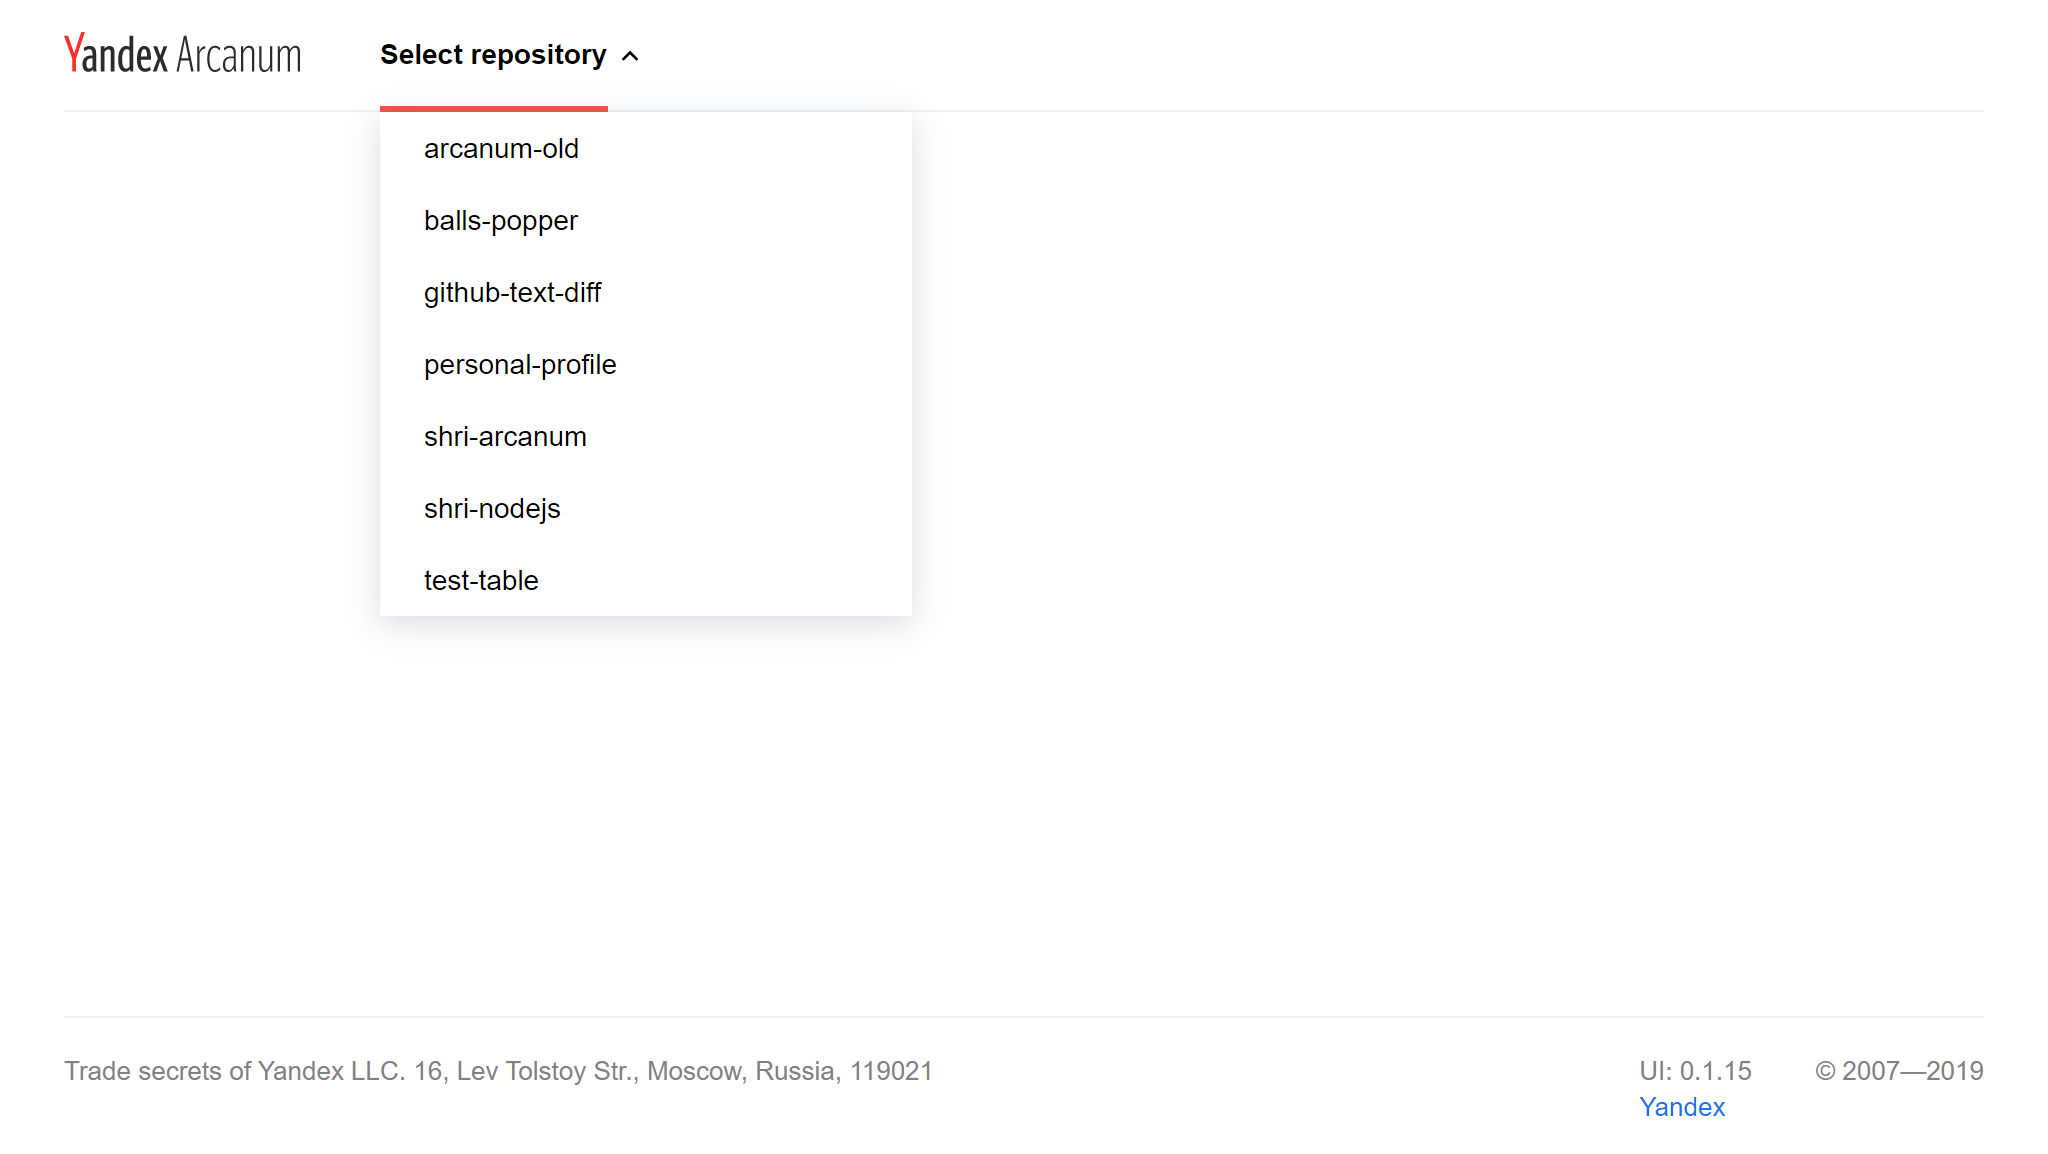 Yandex Arcanum
Select repository
arcanum-old
balls-popper
github-text-diff
personal-profile
shri-arcanum
shri-nodejs
test-table
Trade secrets of Yandex LLC. 16, Lev Tolstoy Str., Moscow, Russia, 119021
UI: 0.1.15
© 2007—2019
Yandex